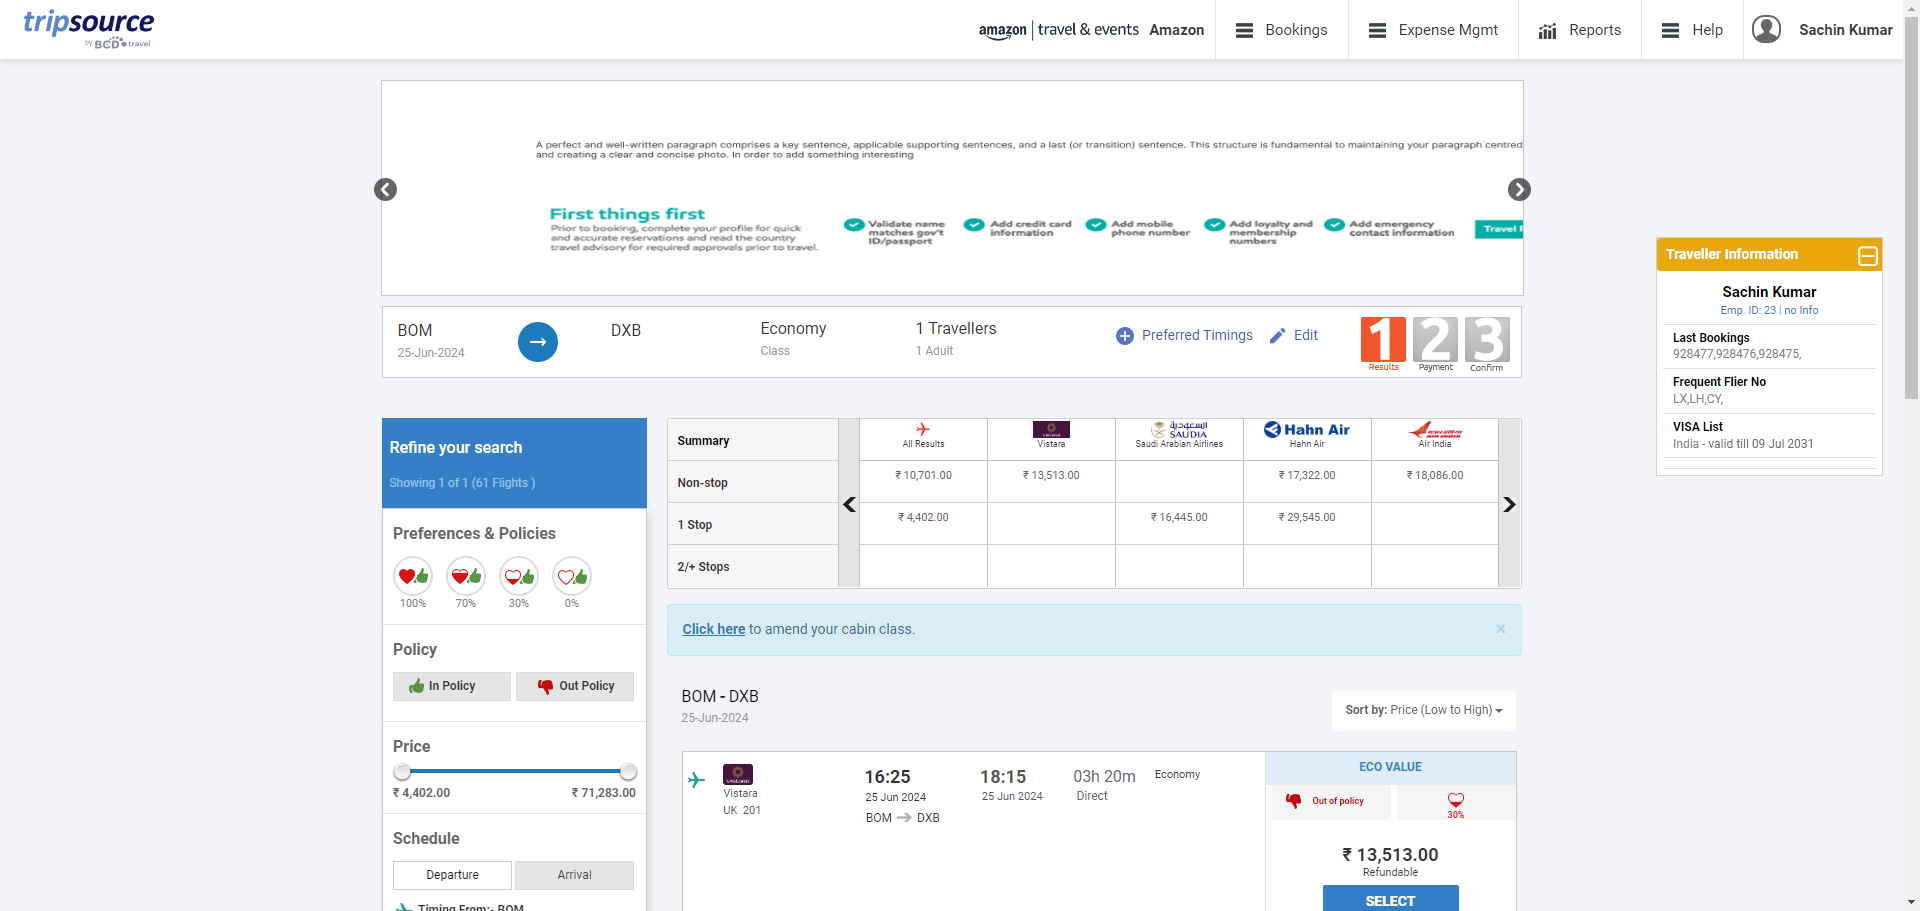 tripsource
by BCD travel
amazon | travel & events Amazon
Bookings
Expense Mgmt
Reports
Help
Sachin Kumar
A perfect and well-written paragraph comprises a key sentence, applicable supporting sentences, and a last (or transition) sentence. This structure is fundamental to maintaining your paragraph centred
and creating a clear and concise photo. In order to add something interesting
First things first
Prior to booking, complete your profile for quick
and accurate reservations and read the country
travel advisory for required approvals prior to travel.
Validate name
matches gov't
ID/passport
Add credit card
information
Add mobile
phone number
Add loyalty and
membership
numbers
Add emergency
contact information
Travel
Traveller Information
Sachin Kumar
Emp. ID: 23 | no Info
Last Bookings
928477,928476,928475,
Frequent Flier No
LX,LH,CY,
VISA List
India - valid till 09 Jul 2031
BOM
25-Jun-2024
DXB
Economy
Class
1 Travellers
1 Adult
Preferred Timings
Edit
1 2 3
Results Payment Confirm
Refine your search
Showing 1 of 1 (61 Flights )
Preferences & Policies
100% 70% 30% 0%
Policy
In Policy Out Policy
Price
₹ 4,402.00 ₹ 71,283.00
Schedule
Departure Arrival
Timing From:- BOM
Summary
All Results
VISTARA
Vistara
السعودية
SAUDIA
Saudi Arabian Airlines
Hahn Air
Hahn Air
AIR INDIA
Air India
Non-stop ₹ 10,701.00 ₹ 13,513.00 ₹ 17,322.00 ₹ 18,086.00
1 Stop ₹ 4,402.00 ₹ 16,445.00 ₹ 29,545.00
2/+ Stops
Click here to amend your cabin class.
×
BOM - DXB
25-Jun-2024
Sort by: Price (Low to High)
VISTARA
Vistara
UK 201
16:25
25 Jun 2024
BOM DXB
18:15
25 Jun 2024
03h 20m
Direct
Economy
ECO VALUE
Out of policy
30%
₹ 13,513.00
Refundable
SELECT